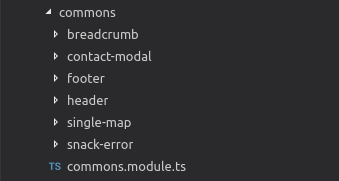 commons
breadcrumb
contact-modal
footer
header
single-map
snack-error
TS commons.module.ts